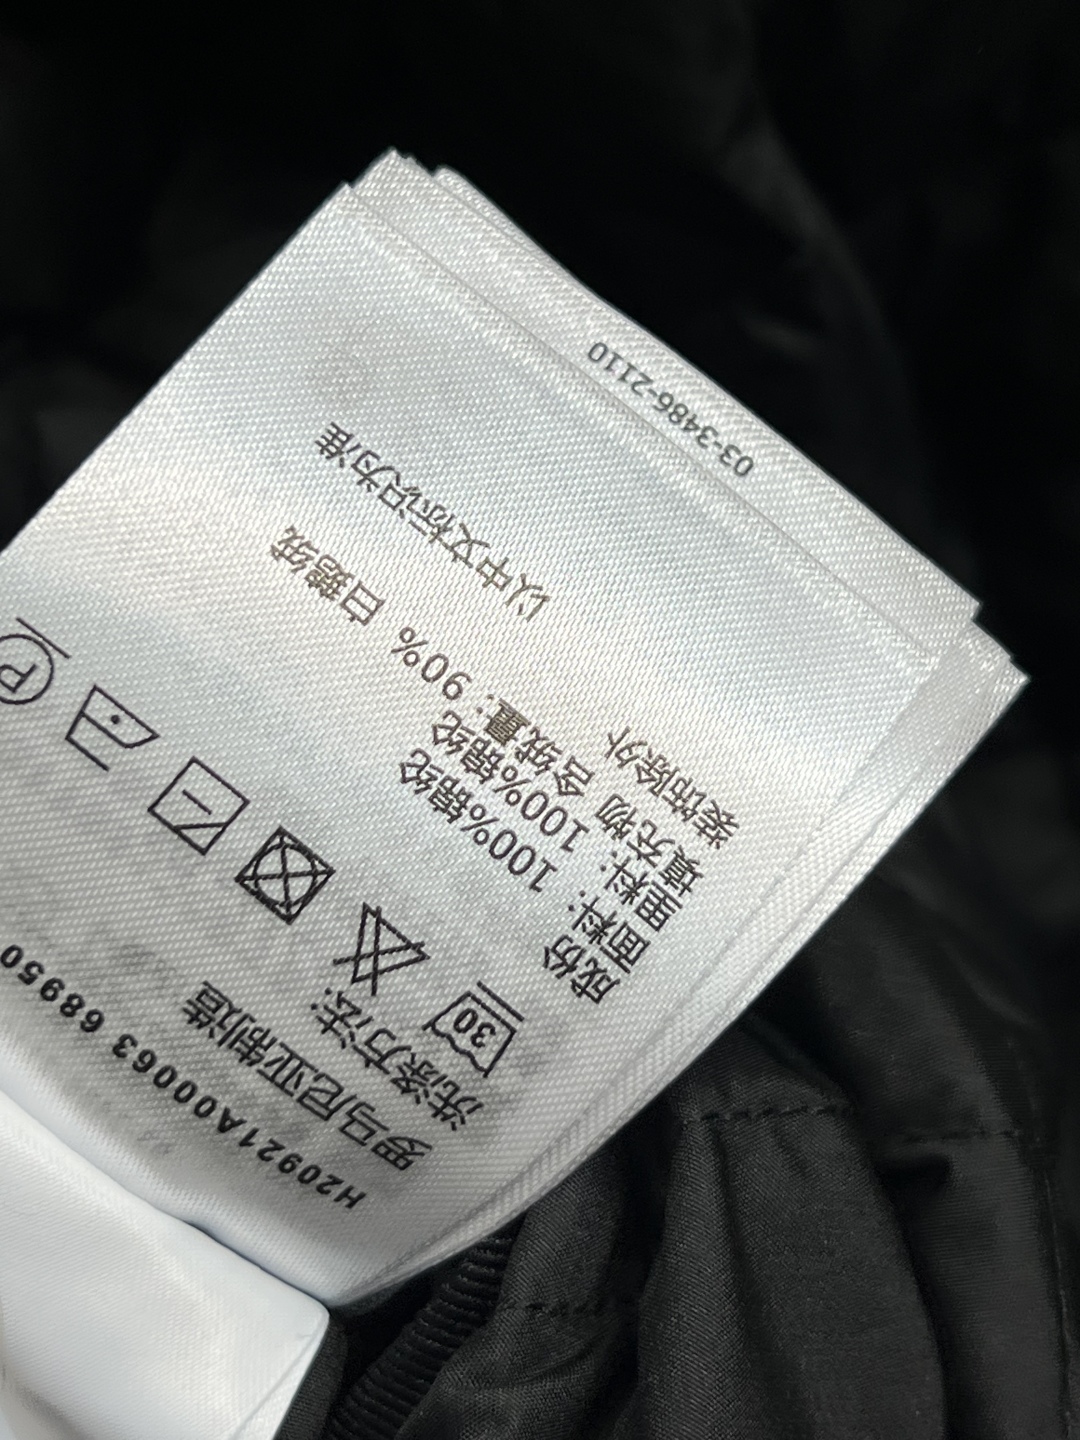 H20921A00063 68950
罗马尼亚制造
洗涤方法:
30
P
成份
面料: 100%锦纶
里料: 100%锦纶
填充物 含绒量: 90% 白鹅绒
装饰除外
以中文标识为准
03-3486-2110